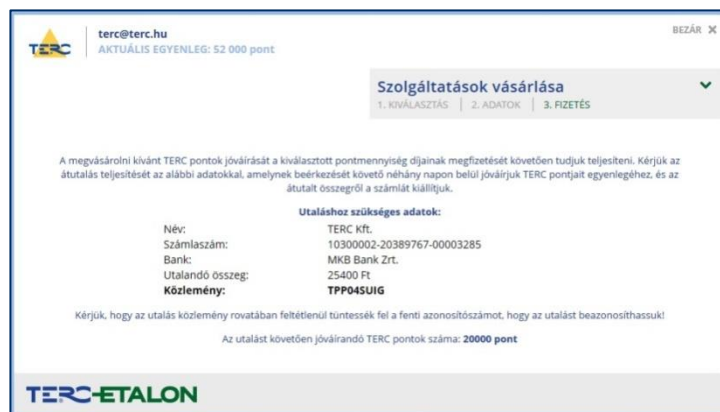 TERC
terc@terc.hu
AKTUÁLIS EGYENLEG: 52 000 pont
BEZÁR X
Szolgáltatások vásárlása
1. KIVÁLASZTÁS | 2. ADATOK | 3. FIZETÉS
A megvásárolni kívánt TERC pontok jóváírását a kiválasztott pontmennyiség díjainak megfizetését követően tudjuk teljesíteni. Kérjük az
átutalás teljesítését az alábbi adatokkal, amelynek beérkezését követő néhány napon belül jóváírjuk TERC pontjait egyenlegéhez, és az
átutalt összegről a számlát kiállítjuk.
Utaláshoz szükséges adatok:
Név: TERC Kft.
Számlaszám: 10300002-20389767-00003285
Bank: MKB Bank Zrt.
Utalandó összeg: 25400 Ft
Közlemény: TPP04SUIG
Kérjük, hogy az utalás közlemény rovatában feltétlenül tüntessék fel a fenti azonosítószámot, hogy az utalást beazonosíthassuk!
Az utalást követően jóváírandó TERC pontok száma: 20000 pont
TERC-ETALON